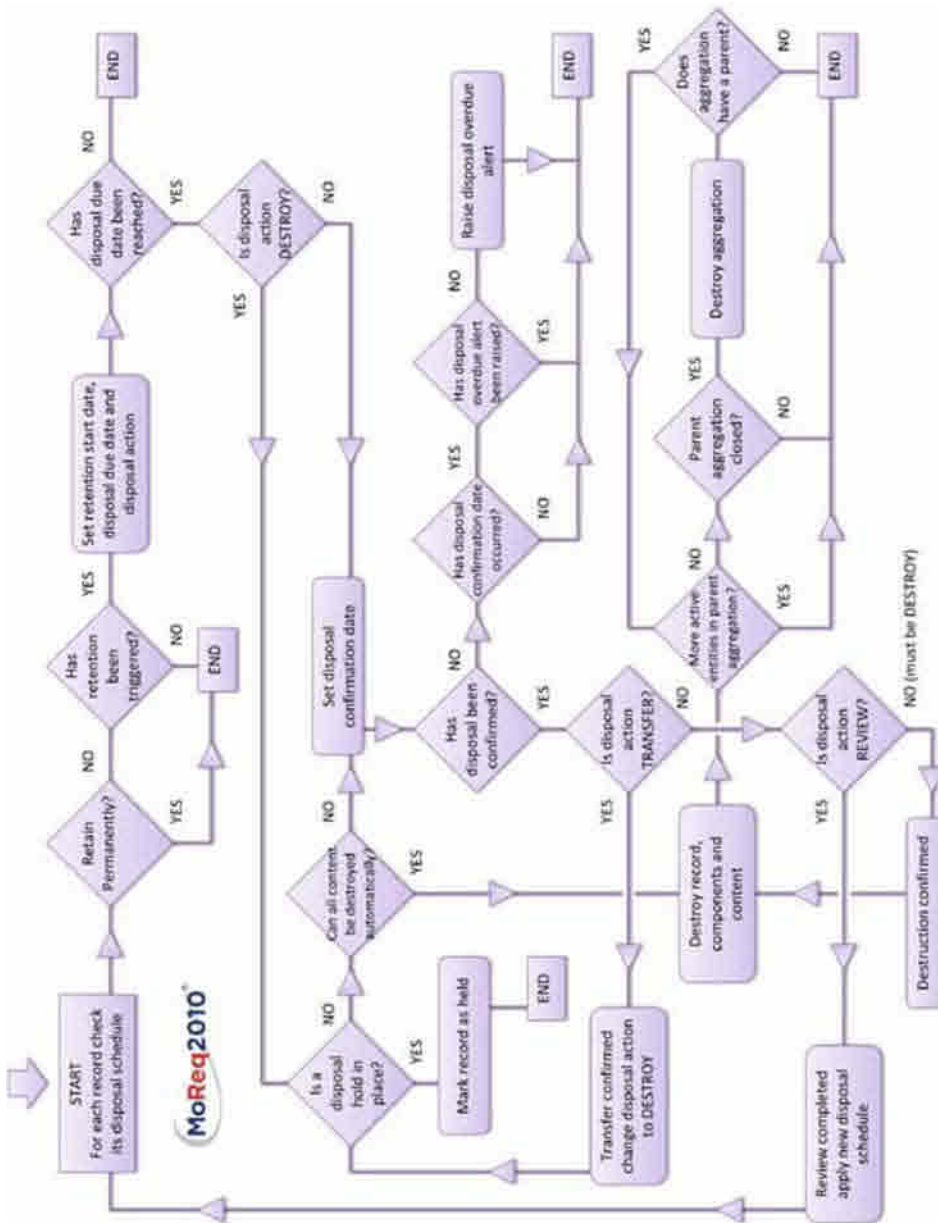 START
For each record check
its disposal schedule
Retain
Permanently?
NO
YES
Has
retention
been
triggered?
YES
NO
END
Set retention start date,
disposal due date and
disposal action
Has
disposal due
date been
reached?
NO
END
YES
MoReq2010®
Is disposal
action
DESTROY?
YES
NO
Is a
disposal
hold in
place?
NO
YES
Mark record as held
END
Can all content
be destroyed
automatically?
NO
YES
Set disposal
confirmation date
Has
disposal been
confirmed?
NO
YES
Has disposal
confirmation date
occurred?
YES
NO
Has disposal
overdue alert
been raised?
NO
YES
Raise disposal overdue
alert
END
Is disposal
action
TRANSFER?
YES
NO
Transfer confirmed
change disposal action
to DESTROY
Destroy record,
components and
content
More active
entities in parent
aggregation?
NO
YES
Parent
aggregation
closed?
YES
NO
Destroy aggregation
Does
aggregation
have a parent?
YES
NO
END
Is disposal
action
REVIEW?
YES
NO (must be DESTROY)
Review completed
apply new disposal
schedule
Destruction confirmed